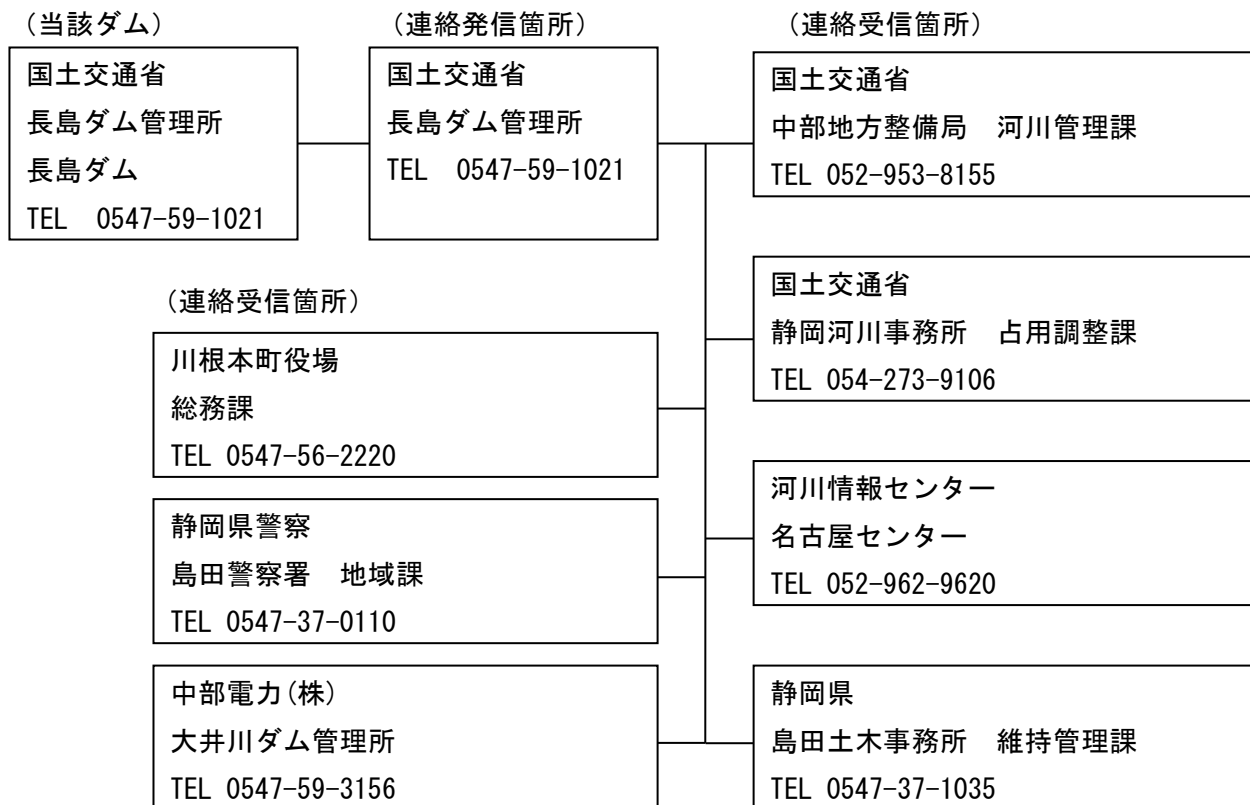 （当該ダム）
国土交通省
長島ダム管理所
長島ダム
TEL　0547-59-1021
（連絡発信箇所）
国土交通省
長島ダム管理所
TEL　0547-59-1021
（連絡受信箇所）
国土交通省
中部地方整備局　河川管理課
TEL 052-953-8155
国土交通省
静岡河川事務所　占用調整課
TEL 054-273-9106
河川情報センター
名古屋センター
TEL 052-962-9620
静岡県
島田土木事務所　維持管理課
TEL 0547-37-1035
（連絡受信箇所）
川根本町役場
総務課
TEL 0547-56-2220
静岡県警察
島田警察署　地域課
TEL 0547-37-0110
中部電力(株)
大井川ダム管理所
TEL 0547-59-3156